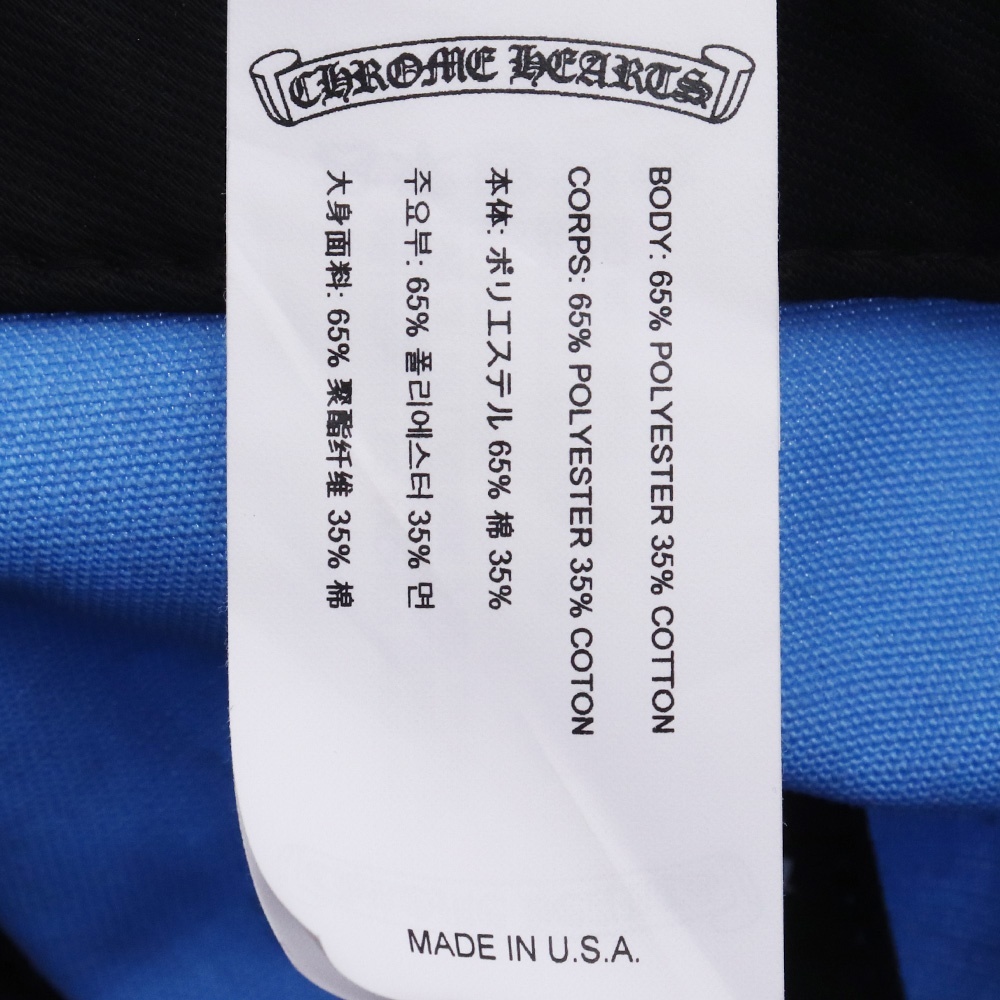 CHROME HEARTS
BODY: 65% POLYESTER 35% COTTON
CORPS: 65% POLYESTER 35% COTON
本体: ポリエステル 65% 棉 35%
주요부: 65% 폴리에스터 35% 면
大身面料: 65% 聚酯纤维 35% 棉
MADE IN U.S.A.